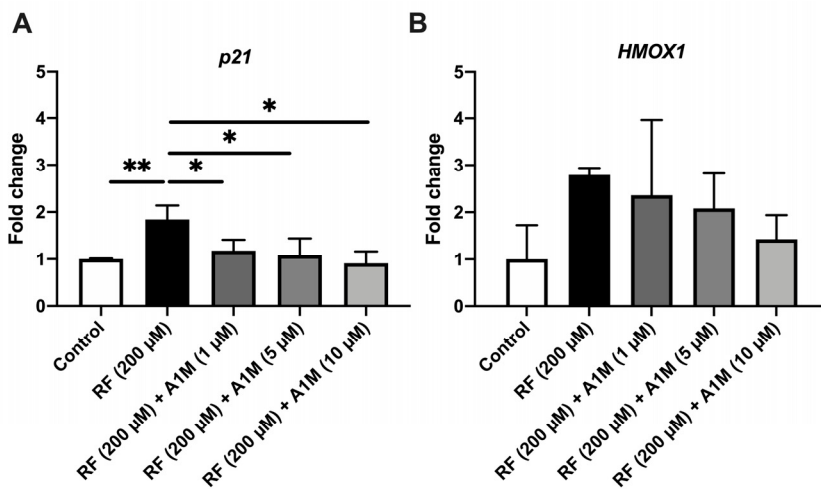 A
p21
Fold change
5
4
3
2
1
0
**
*
*
*
Control
RF (200 µM)
RF (200 µM) + A1M (1 µM)
RF (200 µM) + A1M (5 µM)
RF (200 µM) + A1M (10 µM)
B
HMOX1
Fold change
5
4
3
2
1
0
Control
RF (200 µM)
RF (200 µM) + A1M (1 µM)
RF (200 µM) + A1M (5 µM)
RF (200 µM) + A1M (10 µM)